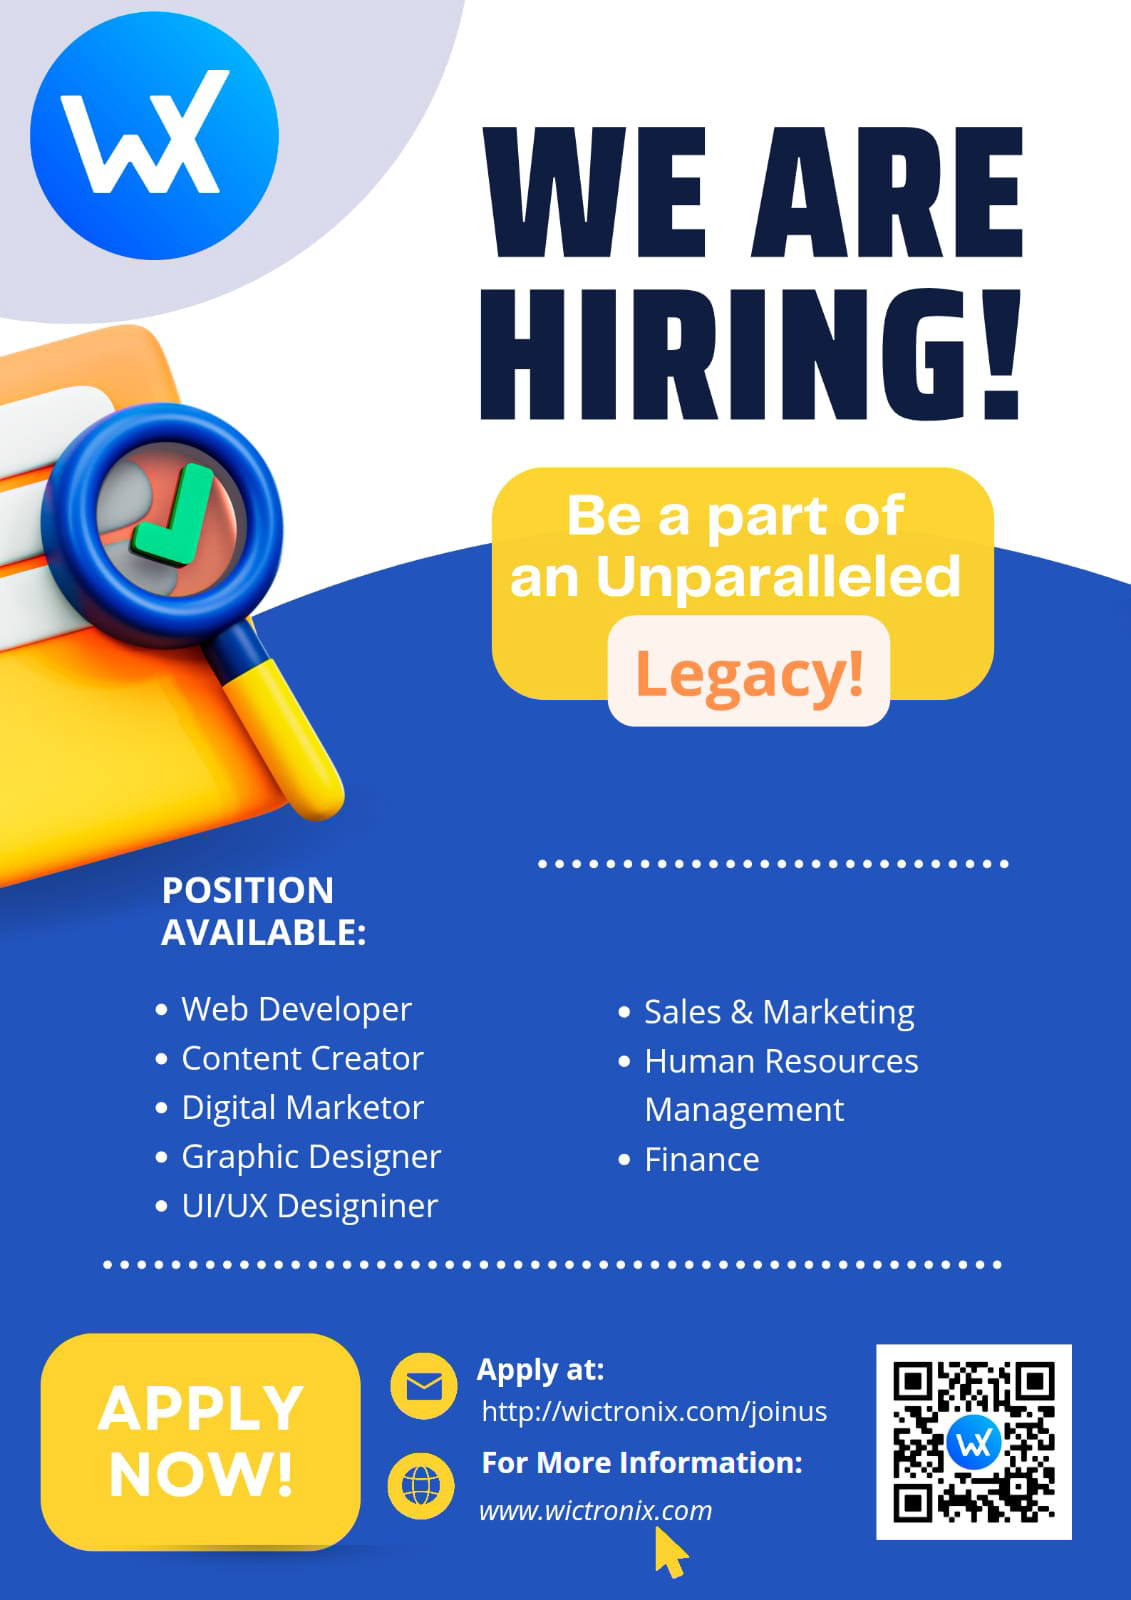 WX
WE ARE
HIRING!
Be a part of
an Unparalleled
Legacy!
POSITION
AVAILABLE:
Web Developer
Content Creator
Digital Marketor
Graphic Designer
UI/UX Designiner
Sales & Marketing
Human Resources
Management
Finance
APPLY
NOW!
Apply at:
http://wictronix.com/joinus
For More Information:
www.wictronix.com
WX